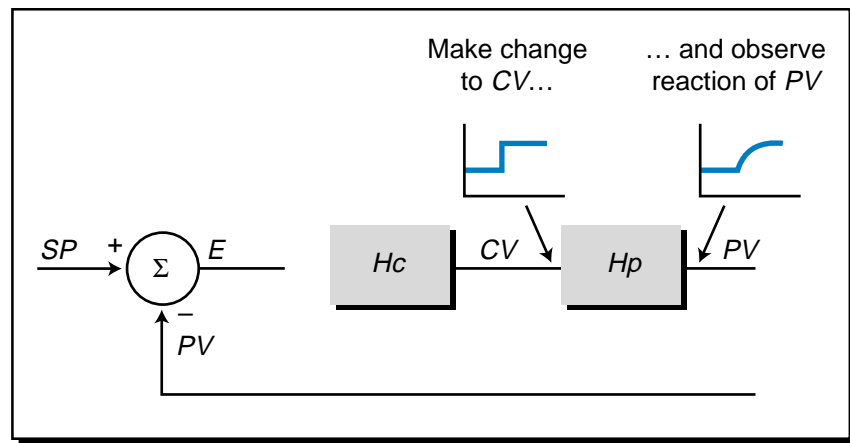 Make change
to CV…
… and observe
reaction of PV
SP
+
Σ
E
Hc
CV
Hp
PV
−
PV